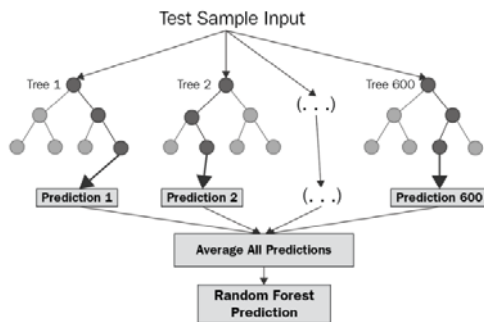 Test Sample Input
Tree 1
Tree 2
(...)
Tree 600
Prediction 1
Prediction 2
(...)
Prediction 600
Average All Predictions
Random Forest
Prediction